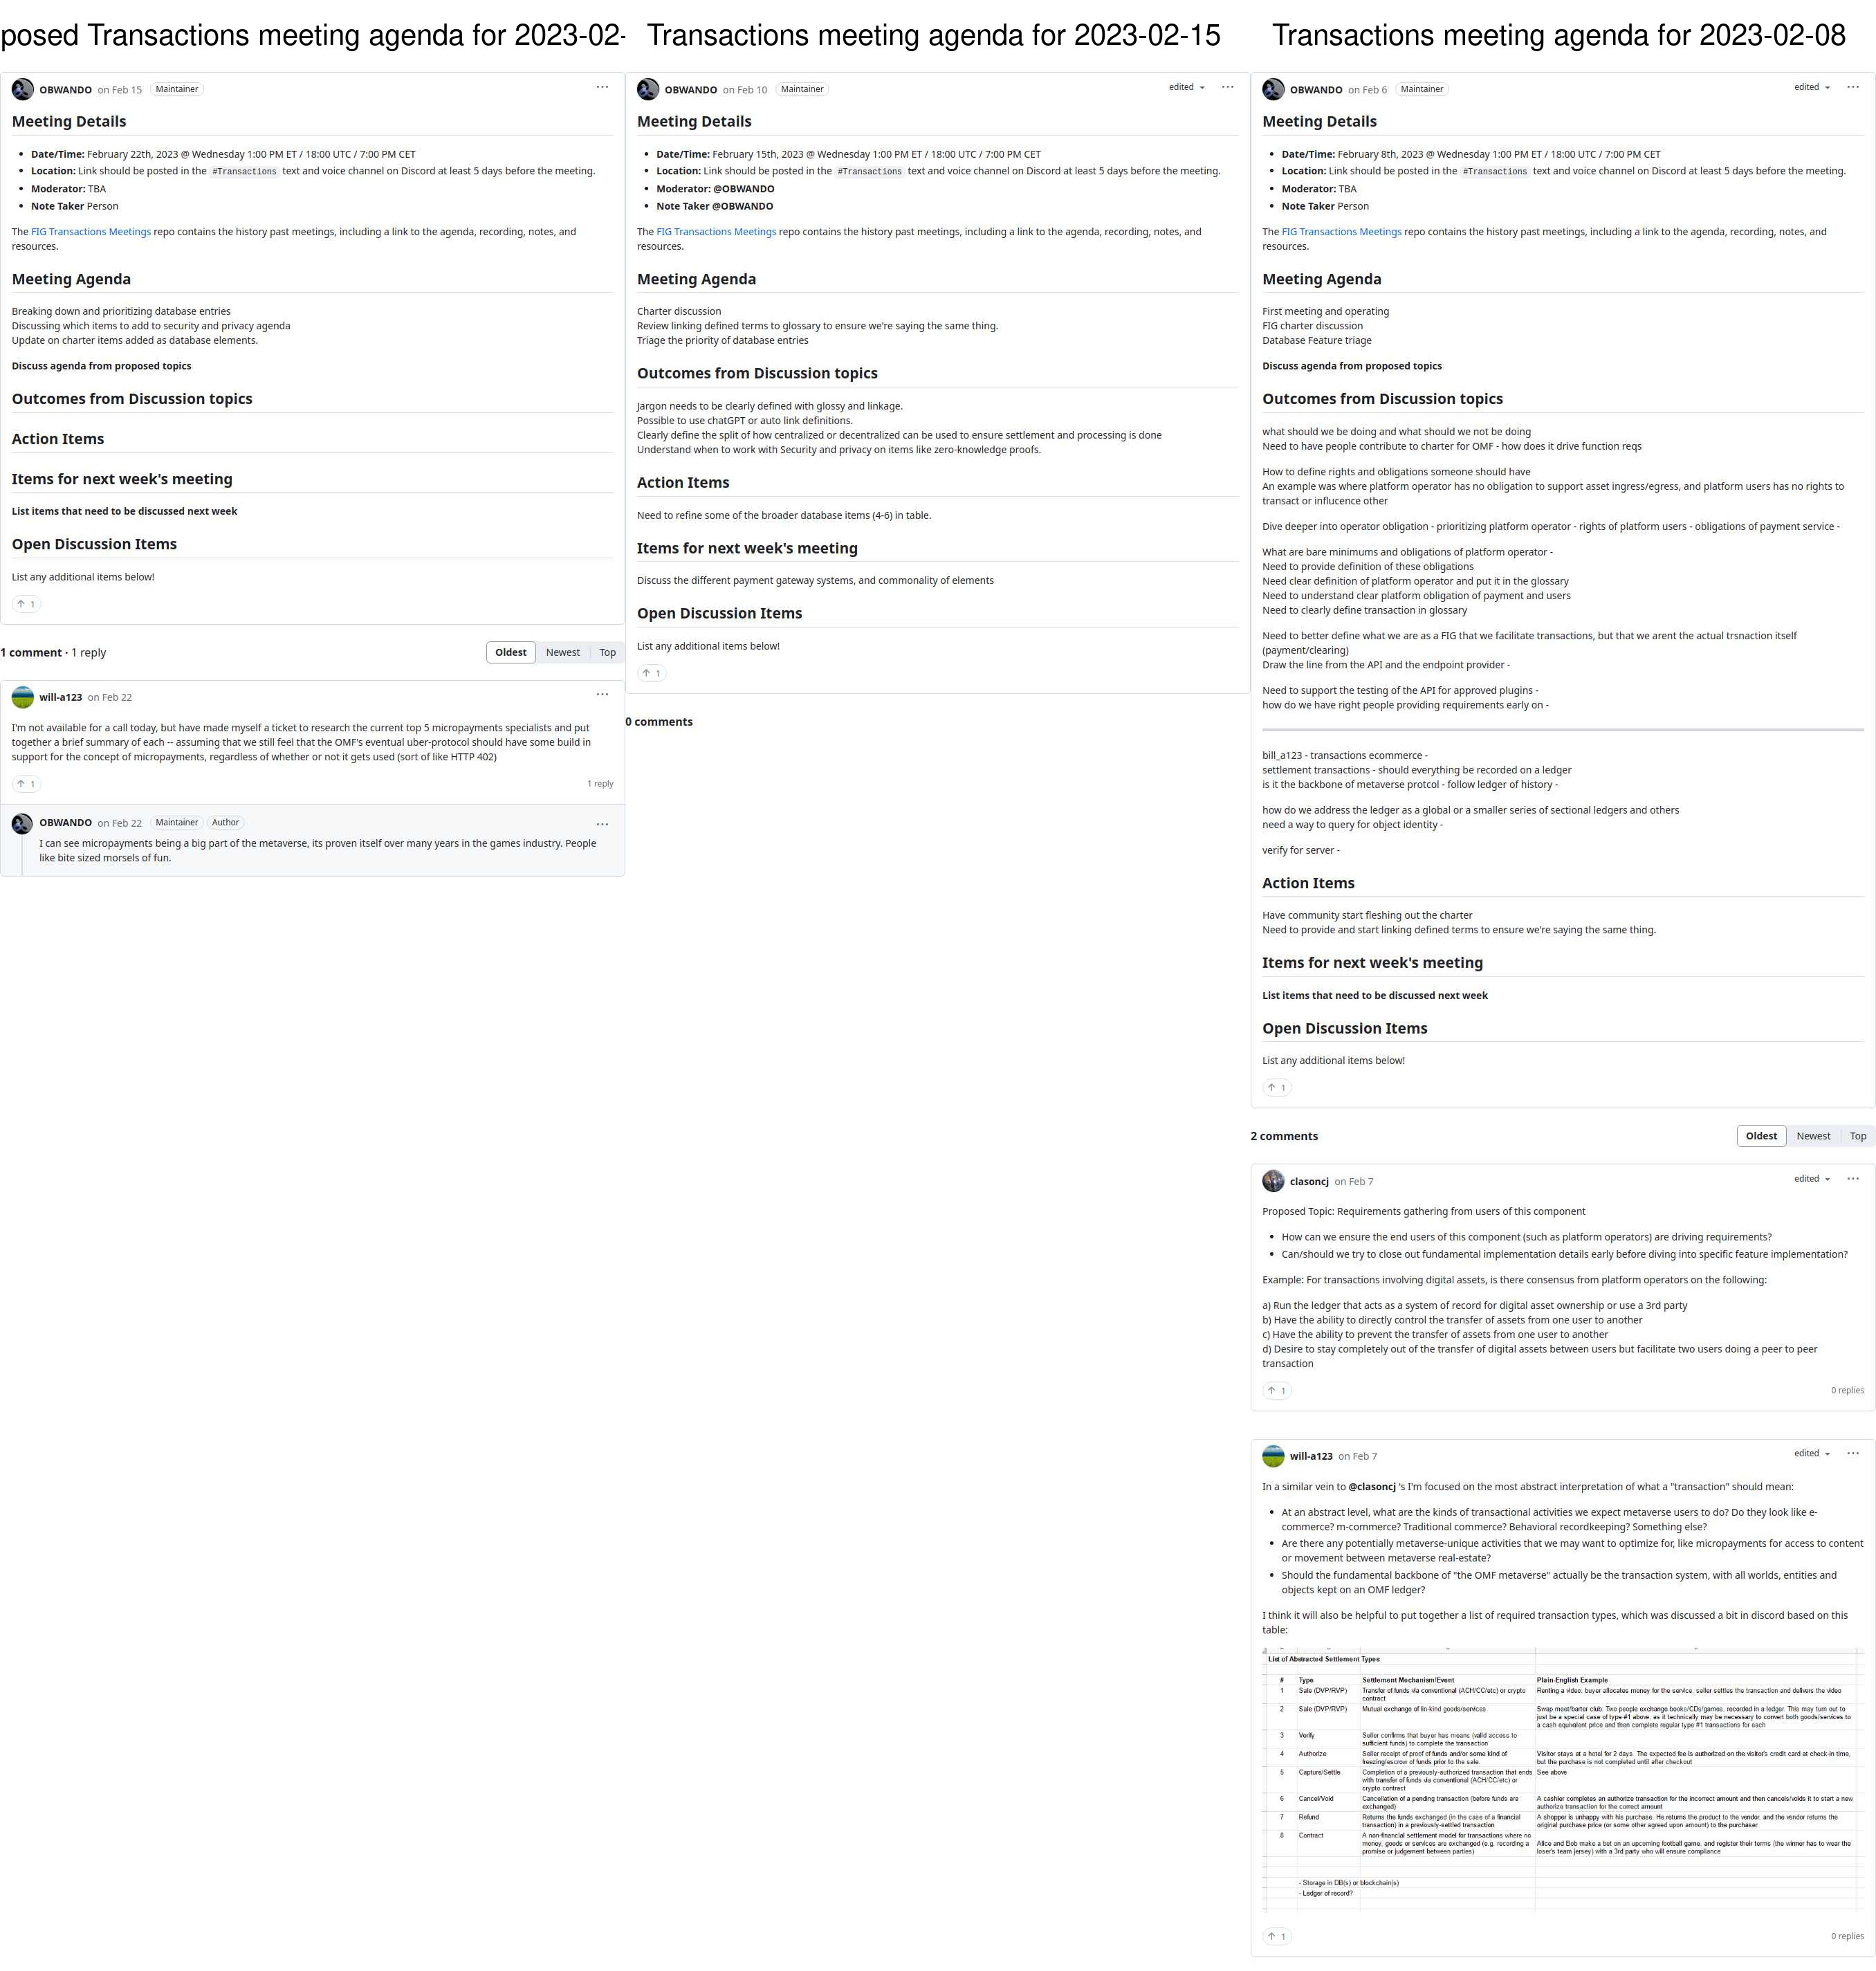 posed Transactions meeting agenda for 2023-02-
OBWANDO on Feb 15 Maintainer
Meeting Details
• Date/Time: February 22th, 2023 @ Wednesday 1:00 PM ET / 18:00 UTC / 7:00 PM CET
• Location: Link should be posted in the #Transactions text and voice channel on Discord at least 5 days before the meeting.
• Moderator: TBA
• Note Taker Person
The FIG Transactions Meetings repo contains the history past meetings, including a link to the agenda, recording, notes, and
resources.
Meeting Agenda
Breaking down and prioritizing database entries
Discussing which items to add to security and privacy agenda
Update on charter items added as database elements.
Discuss agenda from proposed topics
Outcomes from Discussion topics
Action Items
Items for next week's meeting
List items that need to be discussed next week
Open Discussion Items
List any additional items below!
↑ 1
1 comment · 1 reply
Oldest Newest Top
will-a123 on Feb 22
I'm not available for a call today, but have made myself a ticket to research the current top 5 micropayments specialists and put
together a brief summary of each -- assuming that we still feel that the OMF's eventual uber-protocol should have some build in
support for the concept of micropayments, regardless of whether or not it gets used (sort of like HTTP 402)
↑ 1
1 reply
OBWANDO on Feb 22 Maintainer Author
I can see micropayments being a big part of the metaverse, its proven itself over many years in the games industry. People
like bite sized morsels of fun.
Transactions meeting agenda for 2023-02-15
OBWANDO on Feb 10 Maintainer
edited
Meeting Details
• Date/Time: February 15th, 2023 @ Wednesday 1:00 PM ET / 18:00 UTC / 7:00 PM CET
• Location: Link should be posted in the #Transactions text and voice channel on Discord at least 5 days before the meeting.
• Moderator: @OBWANDO
• Note Taker @OBWANDO
The FIG Transactions Meetings repo contains the history past meetings, including a link to the agenda, recording, notes, and
resources.
Meeting Agenda
Charter discussion
Review linking defined terms to glossary to ensure we're saying the same thing.
Triage the priority of database entries
Outcomes from Discussion topics
Jargon needs to be clearly defined with glossy and linkage.
Possible to use chatGPT or auto link definitions.
Clearly define the split of how centralized or decentralized can be used to ensure settlement and processing is done
Understand when to work with Security and privacy on items like zero-knowledge proofs.
Action Items
Need to refine some of the broader database items (4-6) in table.
Items for next week's meeting
Discuss the different payment gateway systems, and commonality of elements
Open Discussion Items
List any additional items below!
↑ 1
0 comments
Transactions meeting agenda for 2023-02-08
OBWANDO on Feb 6 Maintainer
edited
Meeting Details
• Date/Time: February 8th, 2023 @ Wednesday 1:00 PM ET / 18:00 UTC / 7:00 PM CET
• Location: Link should be posted in the #Transactions text and voice channel on Discord at least 5 days before the meeting.
• Moderator: TBA
• Note Taker Person
The FIG Transactions Meetings repo contains the history past meetings, including a link to the agenda, recording, notes, and
resources.
Meeting Agenda
First meeting and operating
FIG charter discussion
Database Feature triage
Discuss agenda from proposed topics
Outcomes from Discussion topics
what should we be doing and what should we not be doing
Need to have people contribute to charter for OMF - how does it drive function reqs
How to define rights and obligations someone should have
An example was where platform operator has no obligation to support asset ingress/egress, and platform users has no rights to
transact or influcence other
Dive deeper into operator obligation - prioritizing platform operator - rights of platform users - obligations of payment service -
What are bare minimums and obligations of platform operator -
Need to provide definition of these obligations
Need clear definition of platform operator and put it in the glossary
Need to understand clear platform obligation of payment and users
Need to clearly define transaction in glossary
Need to better define what we are as a FIG that we facilitate transactions, but that we arent the actual trsnaction itself
(payment/clearing)
Draw the line from the API and the endpoint provider -
Need to support the testing of the API for approved plugins -
how do we have right people providing requirements early on -
bill_a123 - transactions ecommerce -
settlement transactions - should everything be recorded on a ledger
is it the backbone of metaverse protcol - follow ledger of history -
how do we address the ledger as a global or a smaller series of sectional ledgers and others
need a way to query for object identity -
verify for server -
Action Items
Have community start fleshing out the charter
Need to provide and start linking defined terms to ensure we're saying the same thing.
Items for next week's meeting
List items that need to be discussed next week
Open Discussion Items
List any additional items below!
↑ 1
2 comments
Oldest Newest Top
clasoncj on Feb 7
edited
Proposed Topic: Requirements gathering from users of this component
• How can we ensure the end users of this component (such as platform operators) are driving requirements?
• Can/should we try to close out fundamental implementation details early before diving into specific feature implementation?
Example: For transactions involving digital assets, is there consensus from platform operators on the following:
a) Run the ledger that acts as a system of record for digital asset ownership or use a 3rd party
b) Have the ability to directly control the transfer of assets from one user to another
c) Have the ability to prevent the transfer of assets from one user to another
d) Desire to stay completely out of the transfer of digital assets between users but facilitate two users doing a peer to peer
transaction
↑ 1
0 replies
will-a123 on Feb 7
edited
In a similar vein to @clasoncj 's I'm focused on the most abstract interpretation of what a "transaction" should mean:
• At an abstract level, what are the kinds of transactional activities we expect metaverse users to do? Do they look like e-
commerce? m-commerce? Traditional commerce? Behavioral recordkeeping? Something else?
• Are there any potentially metaverse-unique activities that we may want to optimize for, like micropayments for access to content
or movement between metaverse real-estate?
• Should the fundamental backbone of "the OMF metaverse" actually be the transaction system, with all worlds, entities and
objects kept on an OMF ledger?
I think it will also be helpful to put together a list of required transaction types, which was discussed a bit in discord based on this
table:
List of Abstracted Settlement Types
# Type Settlement Mechanism/Event Plain-English Example
1 Sale (DVP/RVP) Transfer of funds via conventional (ACH/CC/etc) or crypto
contract
Renting a video: buyer allocates money for the service, seller settles the transaction and delivers the video
2 Sale (DVP/RVP) Mutual exchange of lin-kind goods/services
Swap meet/barter club: Two people exchange books/CDs/games, recorded in a ledger. This may turn out to
just be a special case of type #1 above, as it technically may be necessary to convert both goods/services to
a cash equivalent price and then complete regular type #1 transactions for each
3 Verify Seller confirms that buyer has means (valid access to
sufficient funds) to complete the transaction
4 Authorize Seller receipt of proof of funds and/or some kind of
freezing/escrow of funds prior to the sale.
Visitor stays at a hotel for 2 days. The expected fee is authorized on the visitor's credit card at check-in time,
but the purchase is not completed until after checkout
5 Capture/Settle Completion of a previously-authorized transaction that ends
with transfer of funds via conventional (ACH/CC/etc) or
crypto contract
See above
6 Cancel/Void Cancellation of a pending transaction (before funds are
exchanged)
A cashier completes an authorize transaction for the incorrect amount and then cancels/voids it to start a new
authorize transaction for the correct amount
7 Refund Returns the funds exchanged (in the case of a financial
transaction) in a previously-settled transaction
A shopper is unhappy with his purchase. He returns the product to the vendor, and the vendor returns the
original purchase price (or some other agreed upon amount) to the purchaser.
8 Contract A non-financial settlement model for transactions where no
money, goods or services are exchanged (e.g. recording a
promise or judgement between parties)
Alice and Bob make a bet on an upcoming football game, and register their terms (the winner has to wear the
loser's team jersey) with a 3rd party who will ensure compliance
- Storage in DB(s) or blockchain(s)
- Ledger of record?
↑ 1
0 replies